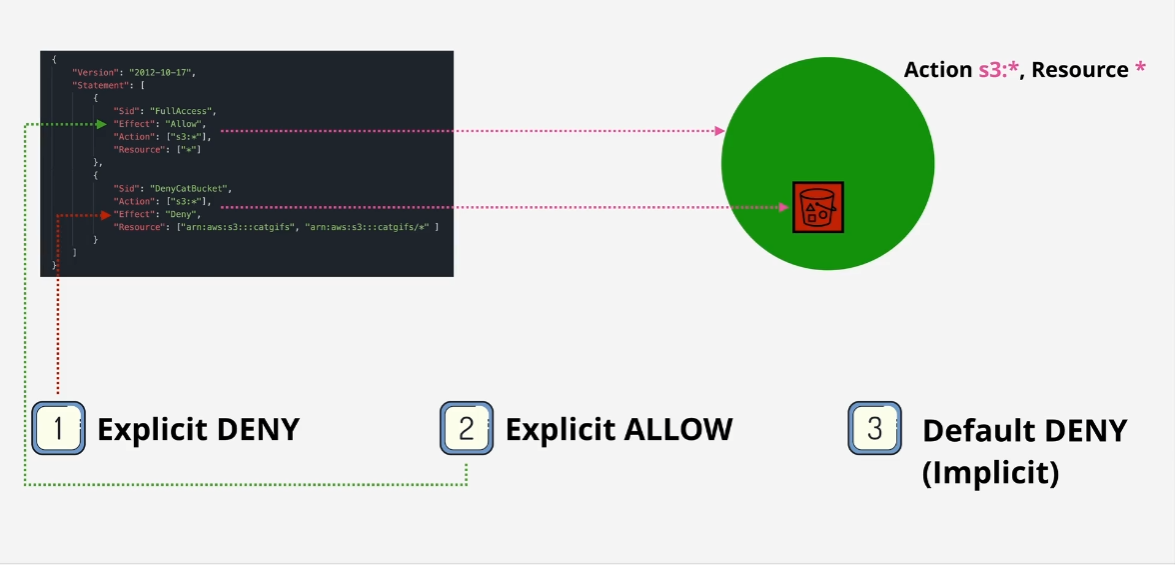 {
"Version": "2012-10-17",
"Statement": [
{
"Sid": "FullAccess",
"Effect": "Allow",
"Action": ["s3:*"],
"Resource": ["*"]
},
{
"Sid": "DenyCatBucket",
"Action": ["s3:*"],
"Effect": "Deny",
"Resource": ["arn:aws:s3:::catgifs", "arn:aws:s3:::catgifs/*" ]
}
]
}
Action s3:*, Resource *
1 Explicit DENY
2 Explicit ALLOW
3 Default DENY
(Implicit)